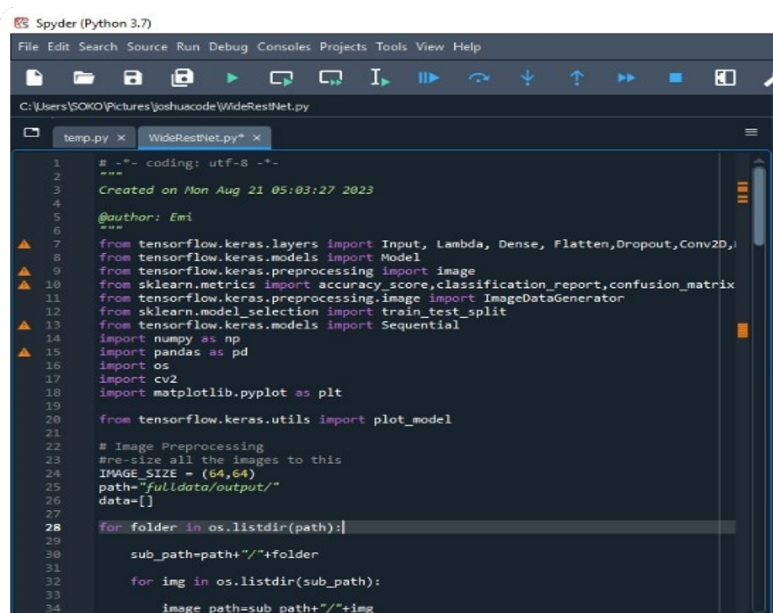 Spyder (Python 3.7)
File Edit Search Source Run Debug Consoles Projects Tools View Help
C:\Users\SOKO\Pictures\joshuacode\WideRestNet.py
temp.py × WideRestNet.py* ×
1 # -*- coding: utf-8 -*-
2 """
3 Created on Mon Aug 21 05:03:27 2023
4
5 @author: Emi
6 """
7 from tensorflow.keras.layers import Input, Lambda, Dense, Flatten,Dropout,Conv2D,
8 from tensorflow.keras.models import Model
9 from tensorflow.keras.preprocessing import image
10 from sklearn.metrics import accuracy_score,classification_report,confusion_matrix
11 from tensorflow.keras.preprocessing.image import ImageDataGenerator
12 from sklearn.model_selection import train_test_split
13 from tensorflow.keras.models import Sequential
14 import numpy as np
15 import pandas as pd
16 import os
17 import cv2
18 import matplotlib.pyplot as plt
19
20 from tensorflow.keras.utils import plot_model
21
22 # Image Preprocessing
23 #re-size all the images to this
24 IMAGE_SIZE = (64,64)
25 path="fulldata/output/"
26 data=[]
27
28 for folder in os.listdir(path):
29
30 sub_path=path+"/"+folder
31
32 for img in os.listdir(sub_path):
33
34 image_path=sub_path+"/"+img